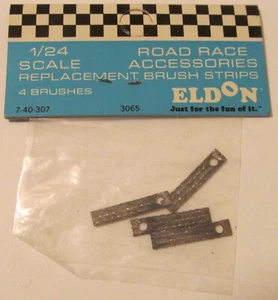 1/24 ROAD RACE
SCALE ACCESSORIES
REPLACEMENT BRUSH STRIPS
4 BRUSHES
ELDON
7-40-307 3065 Just for the fun of it.™